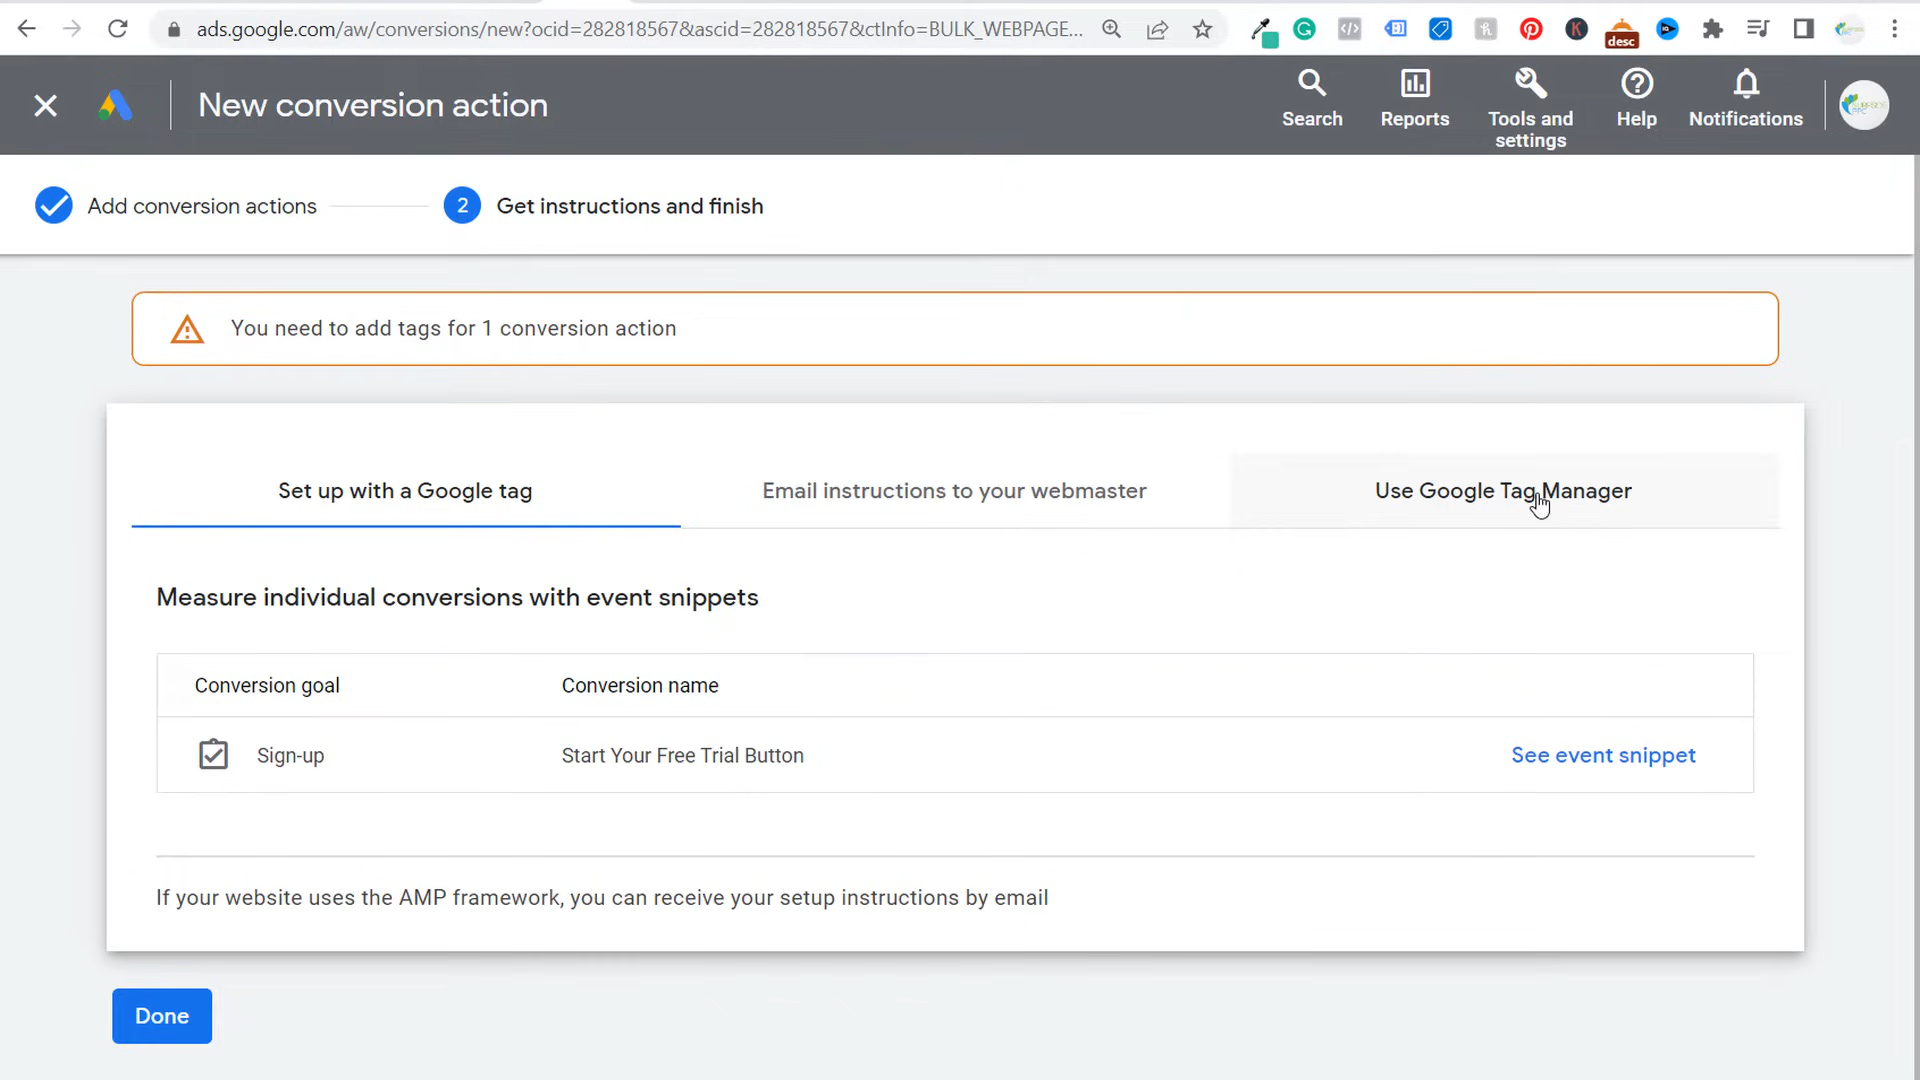 ads.google.com/aw/conversions/new?ocid=282818567&ascid=282818567&ctInfo=BULK_WEBPAGE...
desc
New conversion action
Search
Reports
Tools and settings
Help
Notifications
Add conversion actions
2
Get instructions and finish
You need to add tags for 1 conversion action
Set up with a Google tag
Email instructions to your webmaster
Use Google Tag Manager
Measure individual conversions with event snippets
Conversion goal
Conversion name
Sign-up
Start Your Free Trial Button
See event snippet
If your website uses the AMP framework, you can receive your setup instructions by email
Done